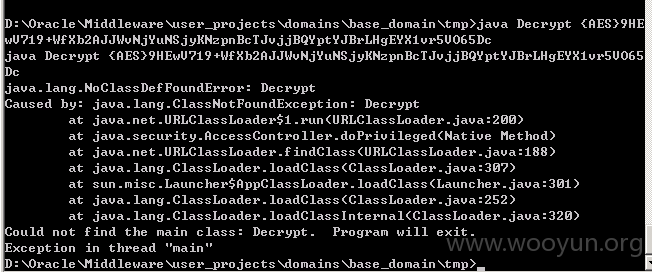 D:\Oracle\Middleware\user_projects\domains\base_domain\tmp>java Decrypt {AES}9HE
wV719+WfXb2AJJWvNjYuNSjyKNzpnBcTJvjjBQYptYJBrLHgEYX1vr5VO65Dc
java Decrypt {AES}9HEwV719+WfXb2AJJWvNjYuNSjyKNzpnBcTJvjjBQYptYJBrLHgEYX1vr5VO65
Dc
java.lang.NoClassDefFoundError: Decrypt
Caused by: java.lang.ClassNotFoundException: Decrypt
at java.net.URLClassLoader$1.run(URLClassLoader.java:200)
at java.security.AccessController.doPrivileged(Native Method)
at java.net.URLClassLoader.findClass(URLClassLoader.java:188)
at java.lang.ClassLoader.loadClass(ClassLoader.java:307)
at sun.misc.Launcher$AppClassLoader.loadClass(Launcher.java:301)
at java.lang.ClassLoader.loadClass(ClassLoader.java:252)
at java.lang.ClassLoader.loadClassInternal(ClassLoader.java:320)
Could not find the main class: Decrypt.  Program will exit.
Exception in thread "main"
D:\Oracle\Middleware\user_projects\domains\base_domain\tmp>
www.wooyun.org